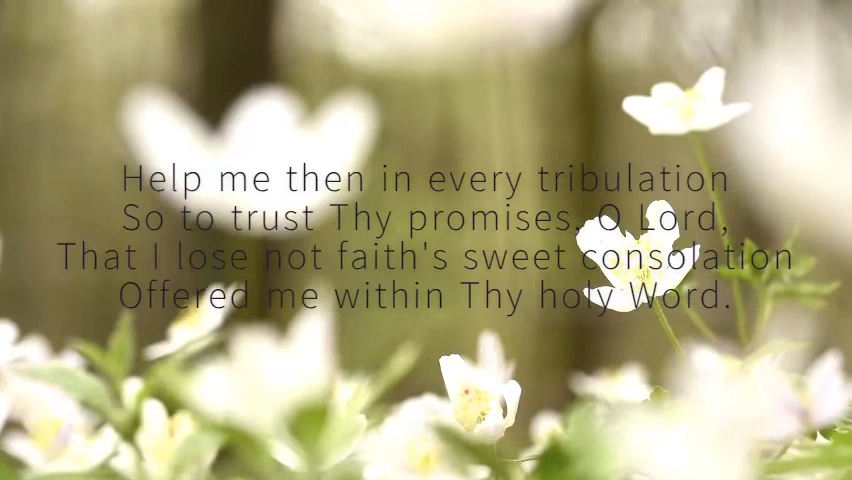 Help me then in every tribulation
So to trust Thy promises, O Lord,
That I lose not faith's sweet consolation
Offered me within Thy holy Word.